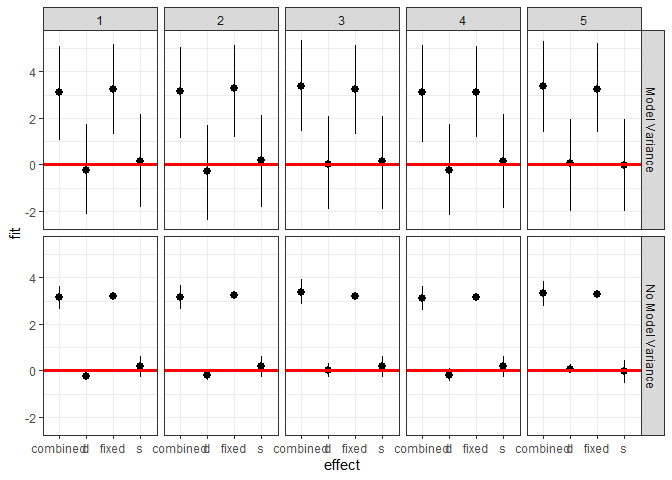 1 2 3 4 5
4
2
0
-2
Model Variance
fit
4
2
0
-2
No Model Variance
combined d fixed s combined d fixed s combined d fixed s combined d fixed s combined d fixed s
effect